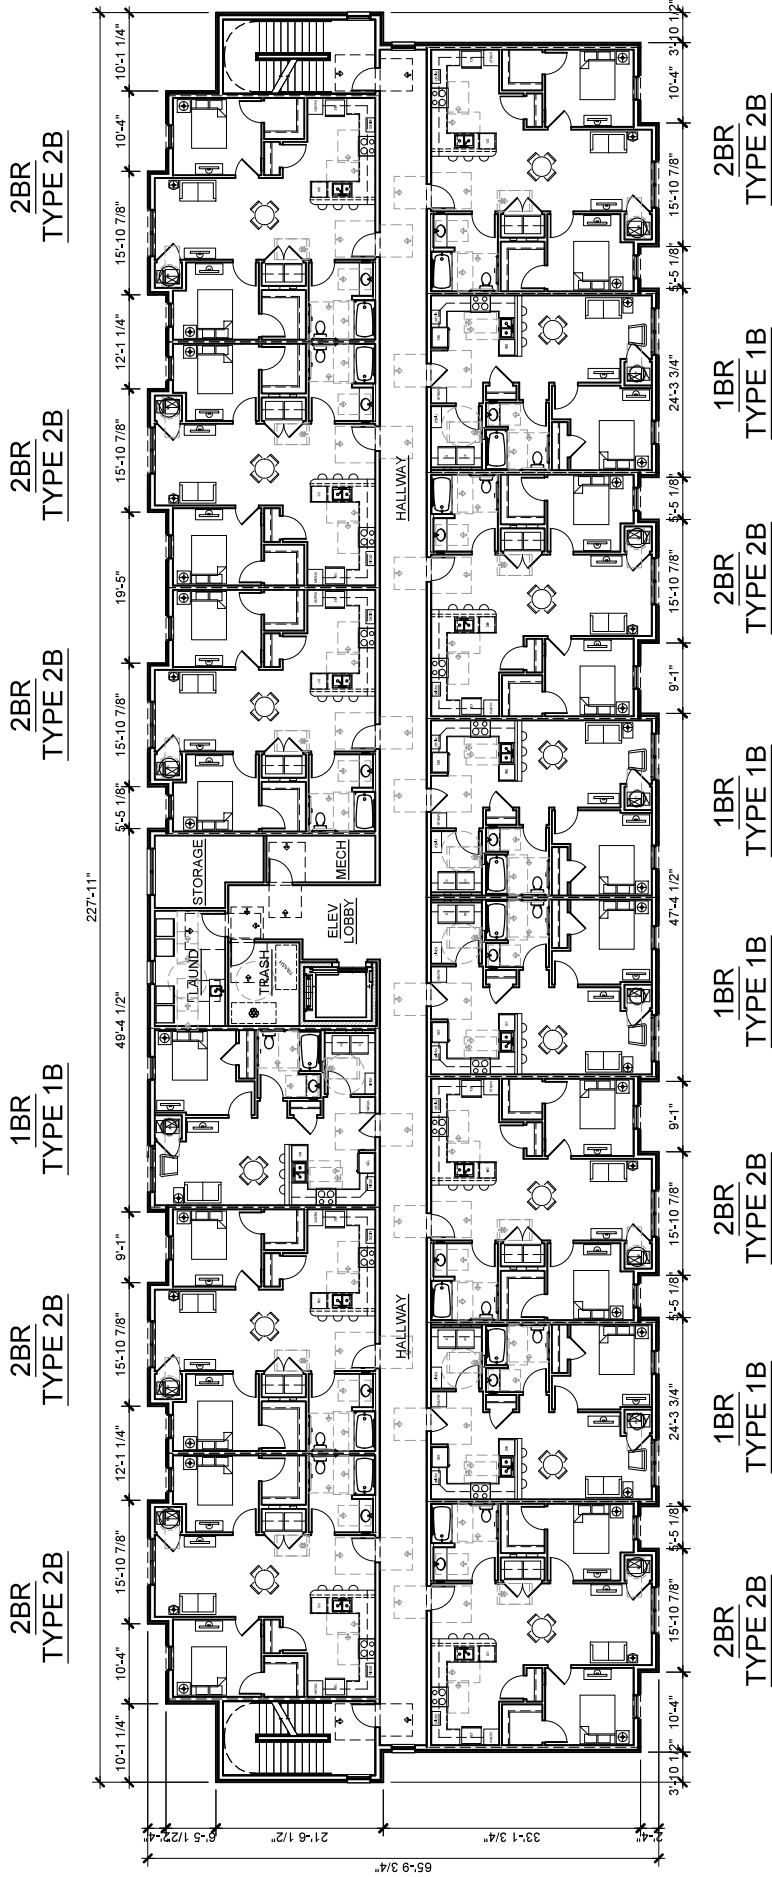 2BR
TYPE 2B
2BR
TYPE 2B
2BR
TYPE 2B
1BR
TYPE 1B
2BR
TYPE 2B
2BR
TYPE 2B
227'-11"
10'-1 1/4"
10'-4"
15'-10 7/8"
12'-1 1/4"
15'-10 7/8"
19'-5"
15'-10 7/8"
5'-5 1/8"
49'-4 1/2"
9'-1"
15'-10 7/8"
12'-1 1/4"
15'-10 7/8"
10'-4"
10'-1 1/4"
STORAGE
MECH
LAUND
TRASH
TRASH
ELEV
LOBBY
HALLWAY
HALLWAY
3'-10 1/2"
10'-4"
15'-10 7/8"
5'-5 1/8"
24'-3 3/4"
5'-5 1/8"
15'-10 7/8"
9'-1"
47'-4 1/2"
9'-1"
15'-10 7/8"
5'-5 1/8"
24'-3 3/4"
5'-5 1/8"
15'-10 7/8"
10'-4"
3'-10 1/2"
2BR
TYPE 2B
1BR
TYPE 1B
2BR
TYPE 2B
1BR
TYPE 1B
1BR
TYPE 1B
2BR
TYPE 2B
1BR
TYPE 1B
2BR
TYPE 2B
2'-4"
6'-5 1/2"
21'-6 1/2"
33'-1 3/4"
2'-4"
65'-9 3/4"